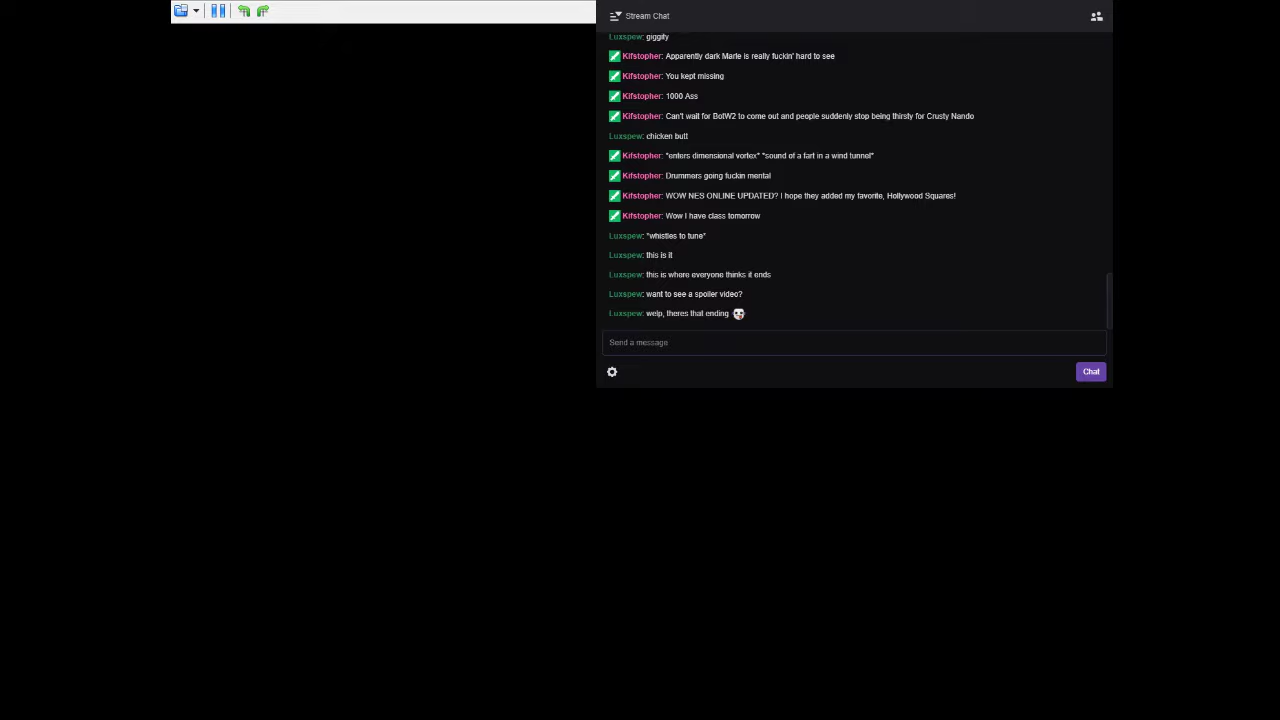 Stream Chat
Luxspew: giggity
Kifstopher: Apparently dark Marle is really fuckin' hard to see
Kifstopher: You kept missing
Kifstopher: 1000 Ass
Kifstopher: Can't wait for BotW2 to come out and people suddenly stop being thirsty for Crusty Nando
Luxspew: chicken butt
Kifstopher: *enters dimensional vortex* *sound of a fart in a wind tunnel*
Kifstopher: Drummers going fuckin mental
Kifstopher: WOW NES ONLINE UPDATED? I hope they added my favorite, Hollywood Squares!
Kifstopher: Wow I have class tomorrow
Luxspew: *whistles to tune*
Luxspew: this is it
Luxspew: this is where everyone thinks it ends
Luxspew: want to see a spoiler video?
Luxspew: welp, theres that ending
Send a message
Chat